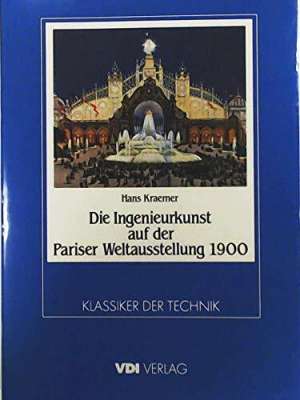 Hans Kraemer
Die Ingenieurkunst
auf der
Pariser Weltausstellung 1900
KLASSIKER DER TECHNIK
VDI VERLAG